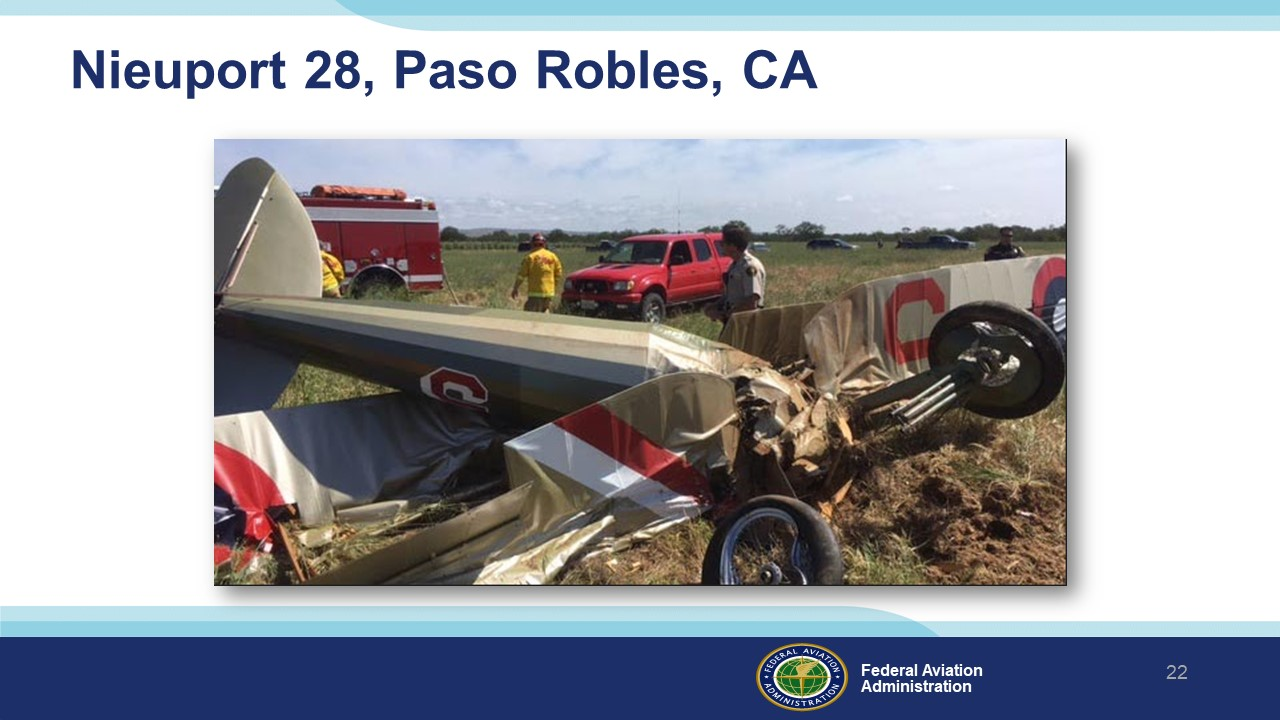 Nieuport 28, Paso Robles, CA
C
C
FEDERAL AVIATION
ADMINISTRATION
Federal Aviation
Administration
22